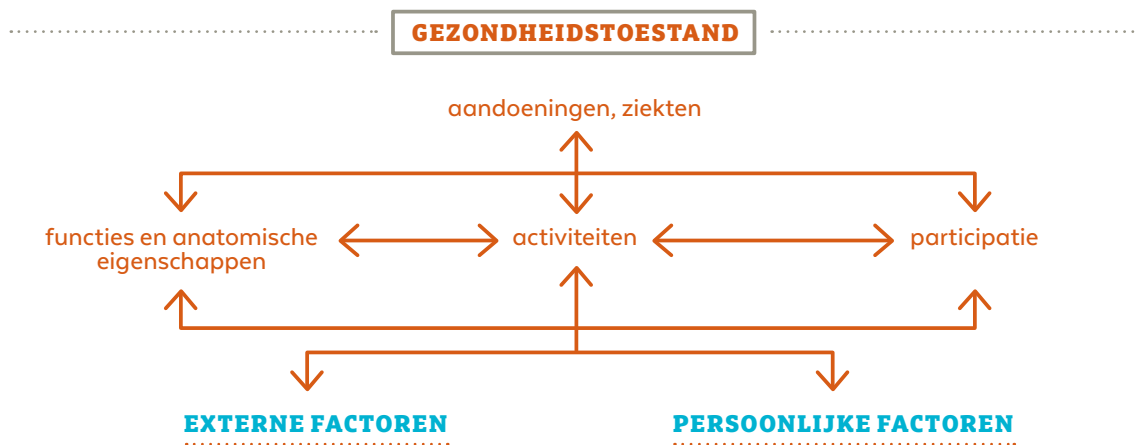 GEZONDHEIDSTOESTAND
aandoeningen, ziekten
functies en anatomische
eigenschappen
activiteiten
participatie
EXTERNE FACTOREN
PERSOONLIJKE FACTOREN